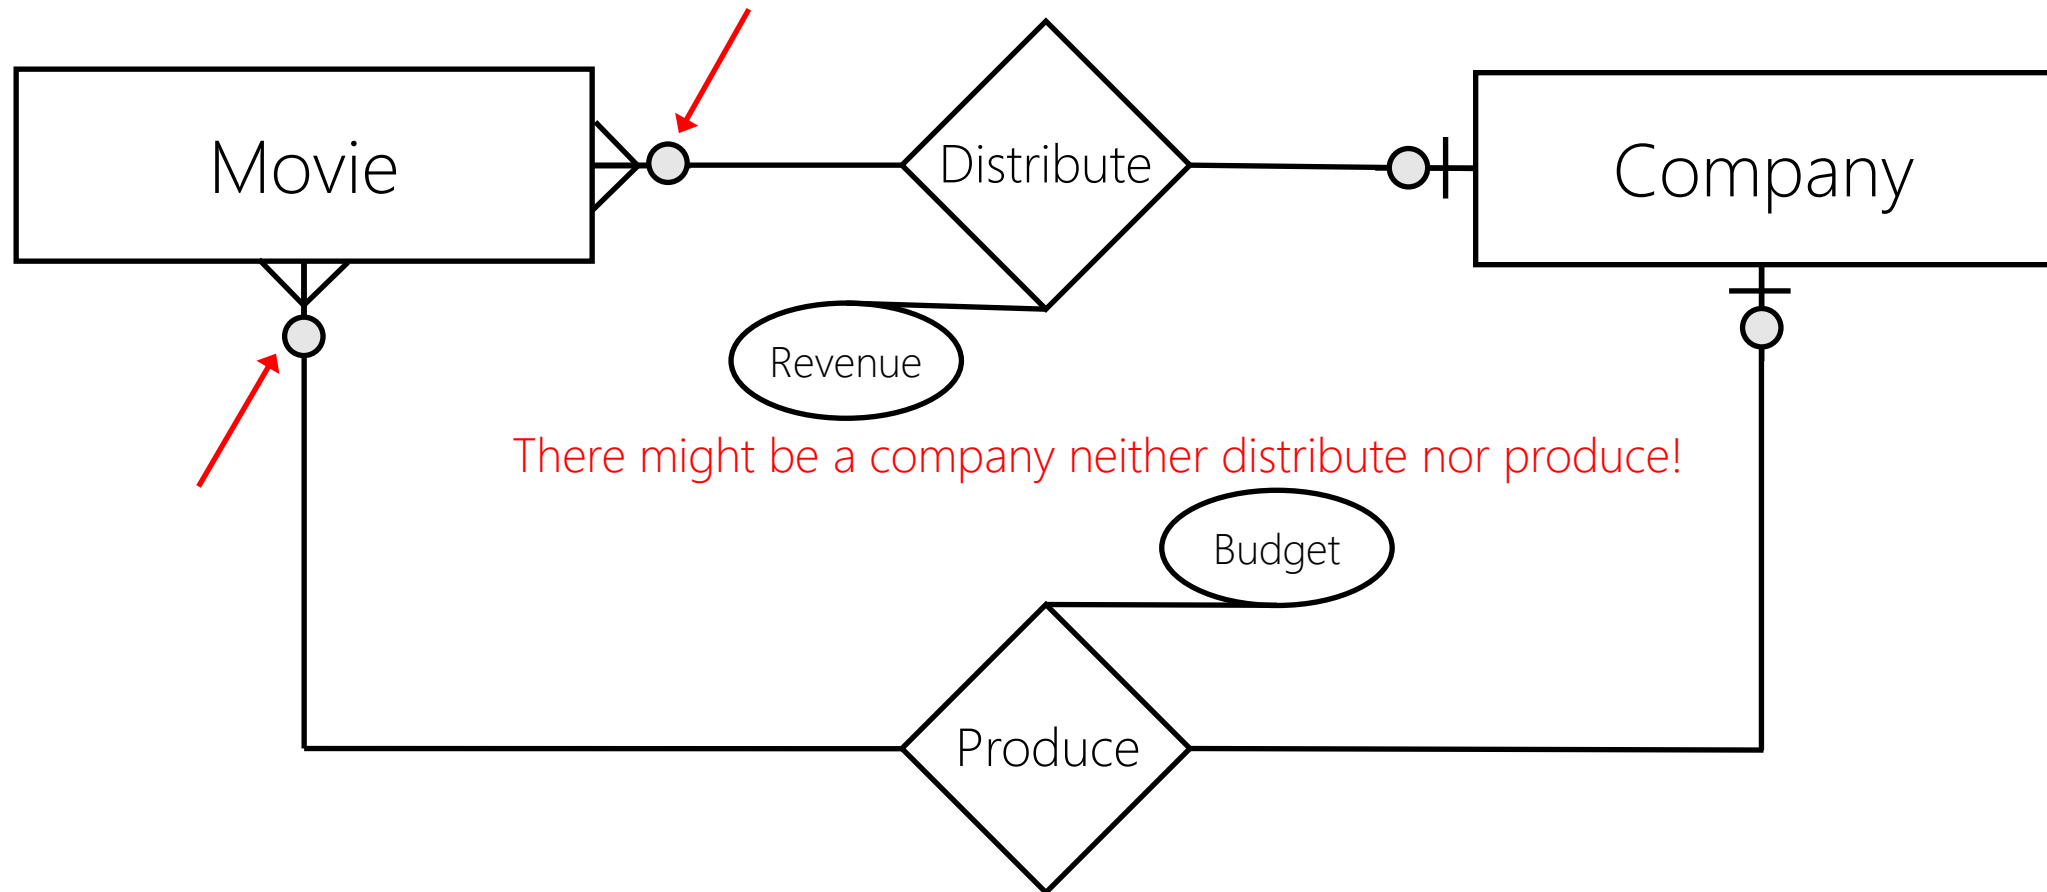 Movie
Distribute
Company
Revenue
There might be a company neither distribute nor produce!
Budget
Produce